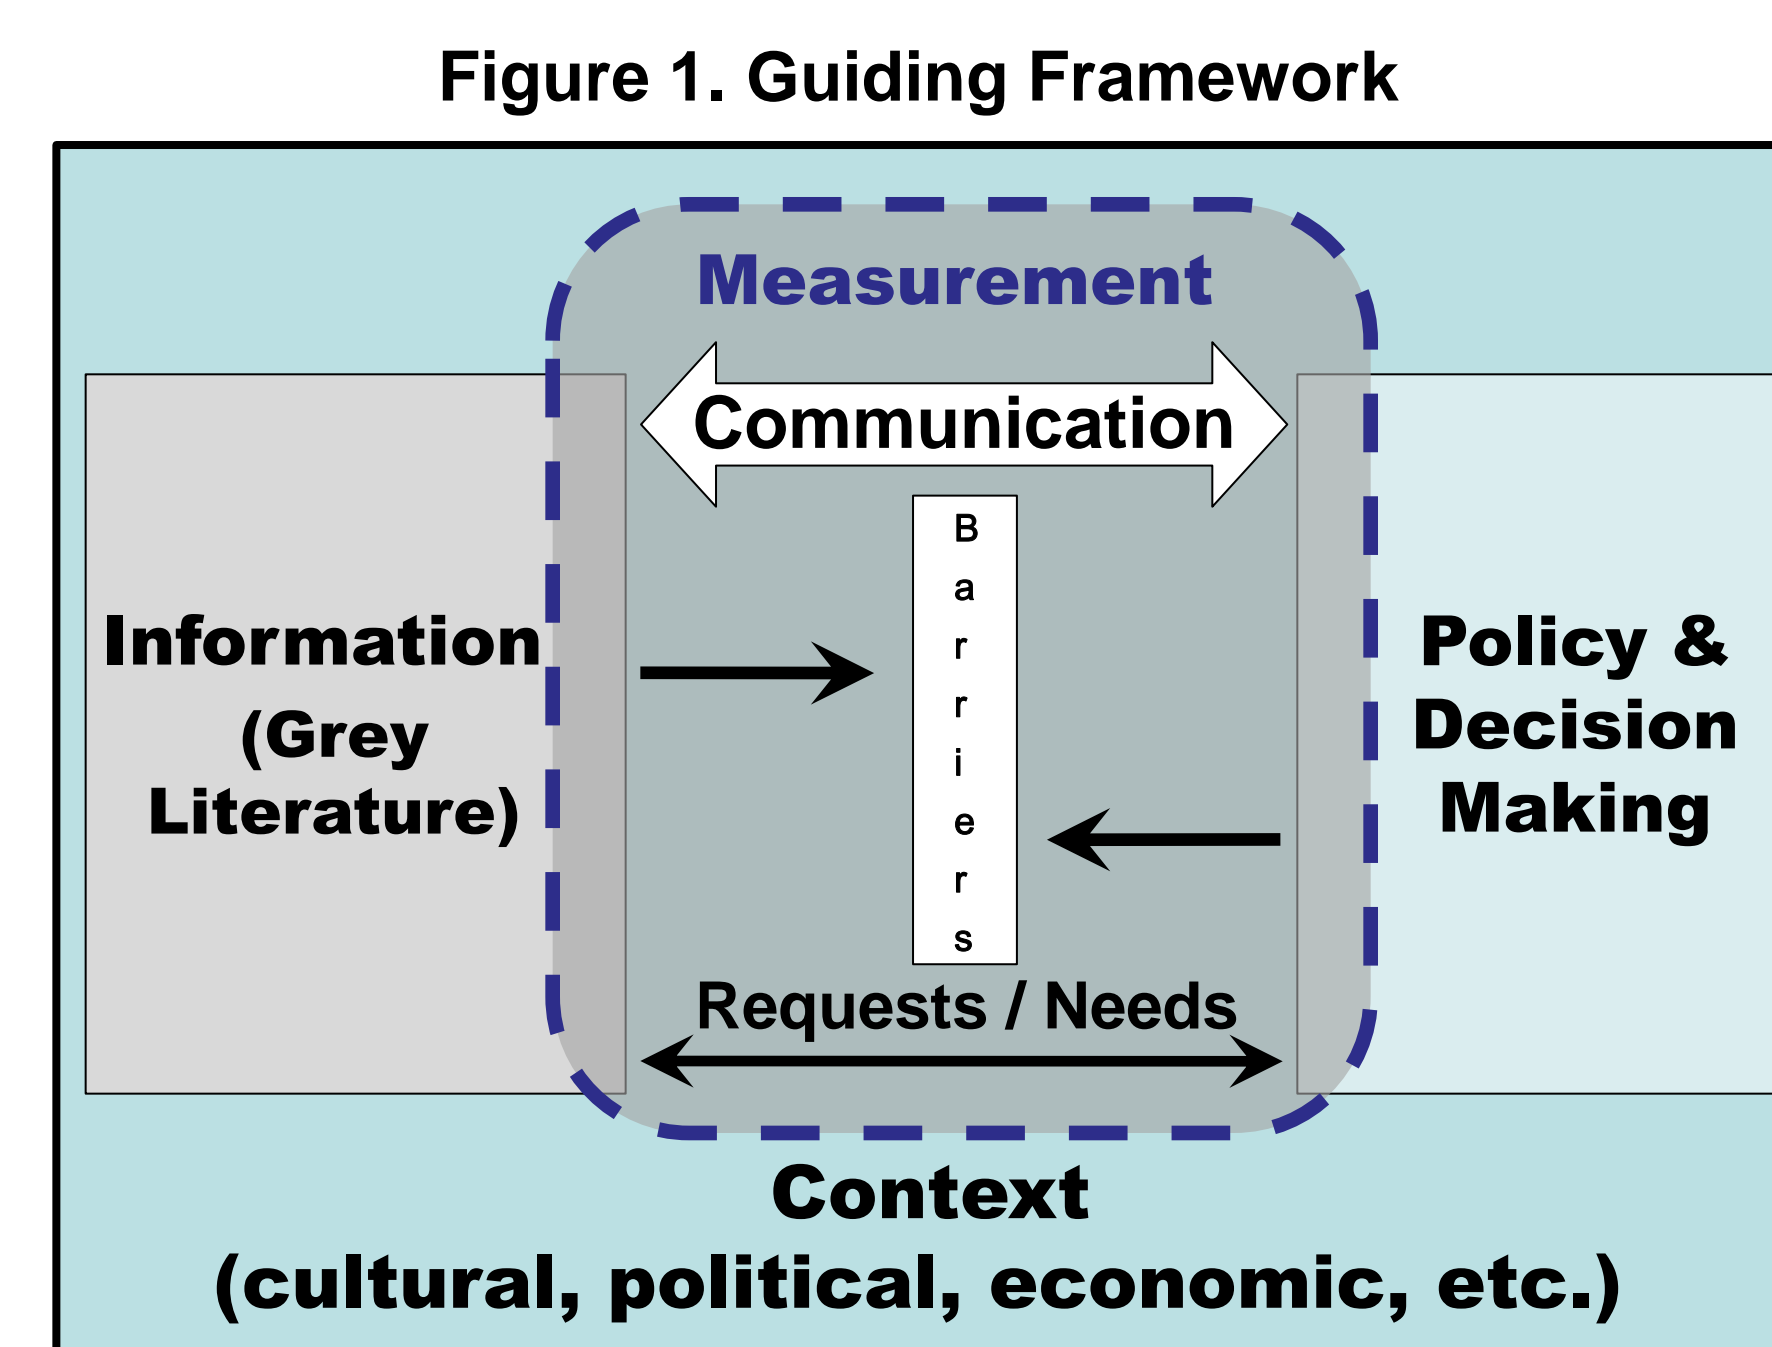 Figure 1. Guiding Framework
Measurement
Communication
Barriers
Information
(Grey
Literature)
Policy &
Decision
Making
Requests / Needs
Context
(cultural, political, economic, etc.)